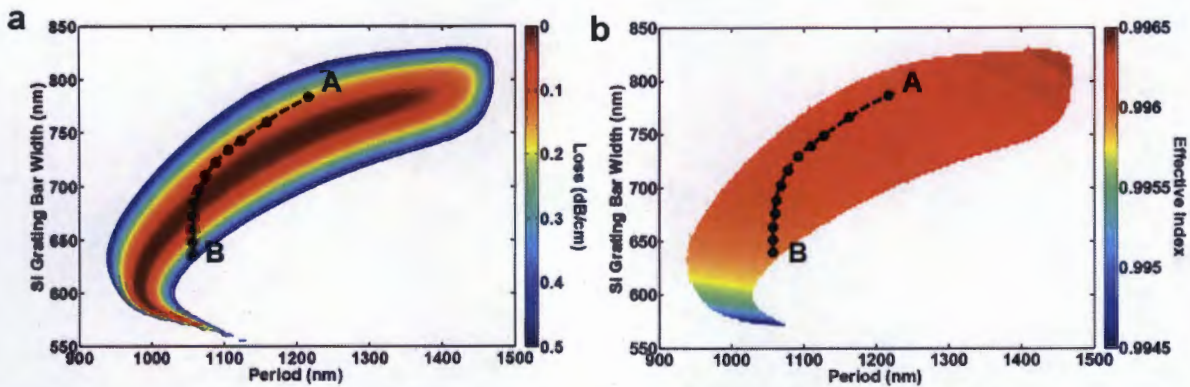 a
850
800
750
700
650
600
550
Si Grating Bar Width (nm)
900 1000 1100 1200 1300 1400 1500
Period (nm)
A
B
0
0.1
0.2
0.3
0.4
0.5
Loss (dB/cm)
b
850
800
750
700
650
600
550
Si Grating Bar Width (nm)
900 1000 1100 1200 1300 1400 1500
Period (nm)
A
B
0.9965
0.996
0.9955
0.995
0.9945
Effective Index